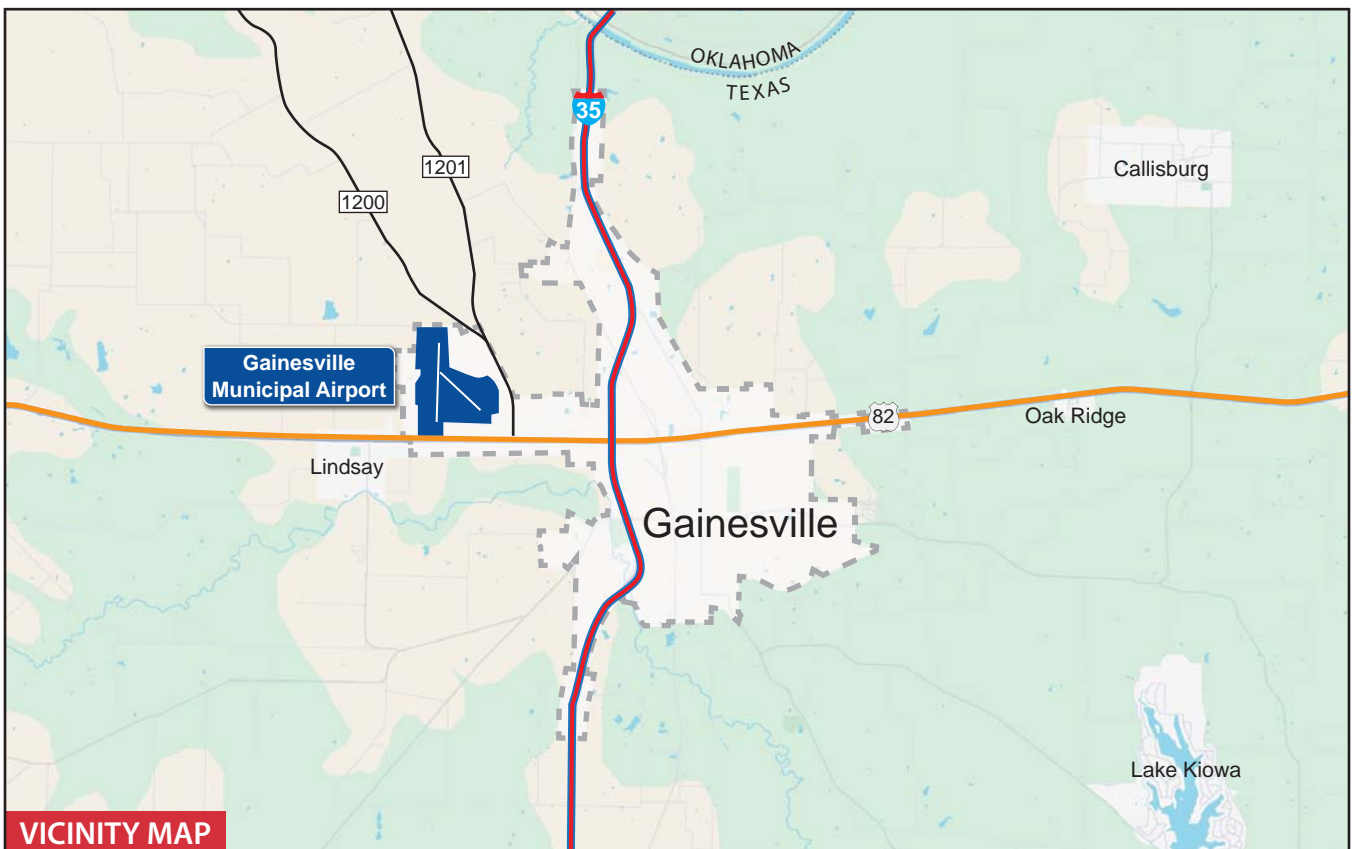 OKLAHOMA
TEXAS
35
Callisburg
1201
1200
Gainesville
Municipal Airport
82
Oak Ridge
Lindsay
Gainesville
Lake Kiowa
VICINITY MAP